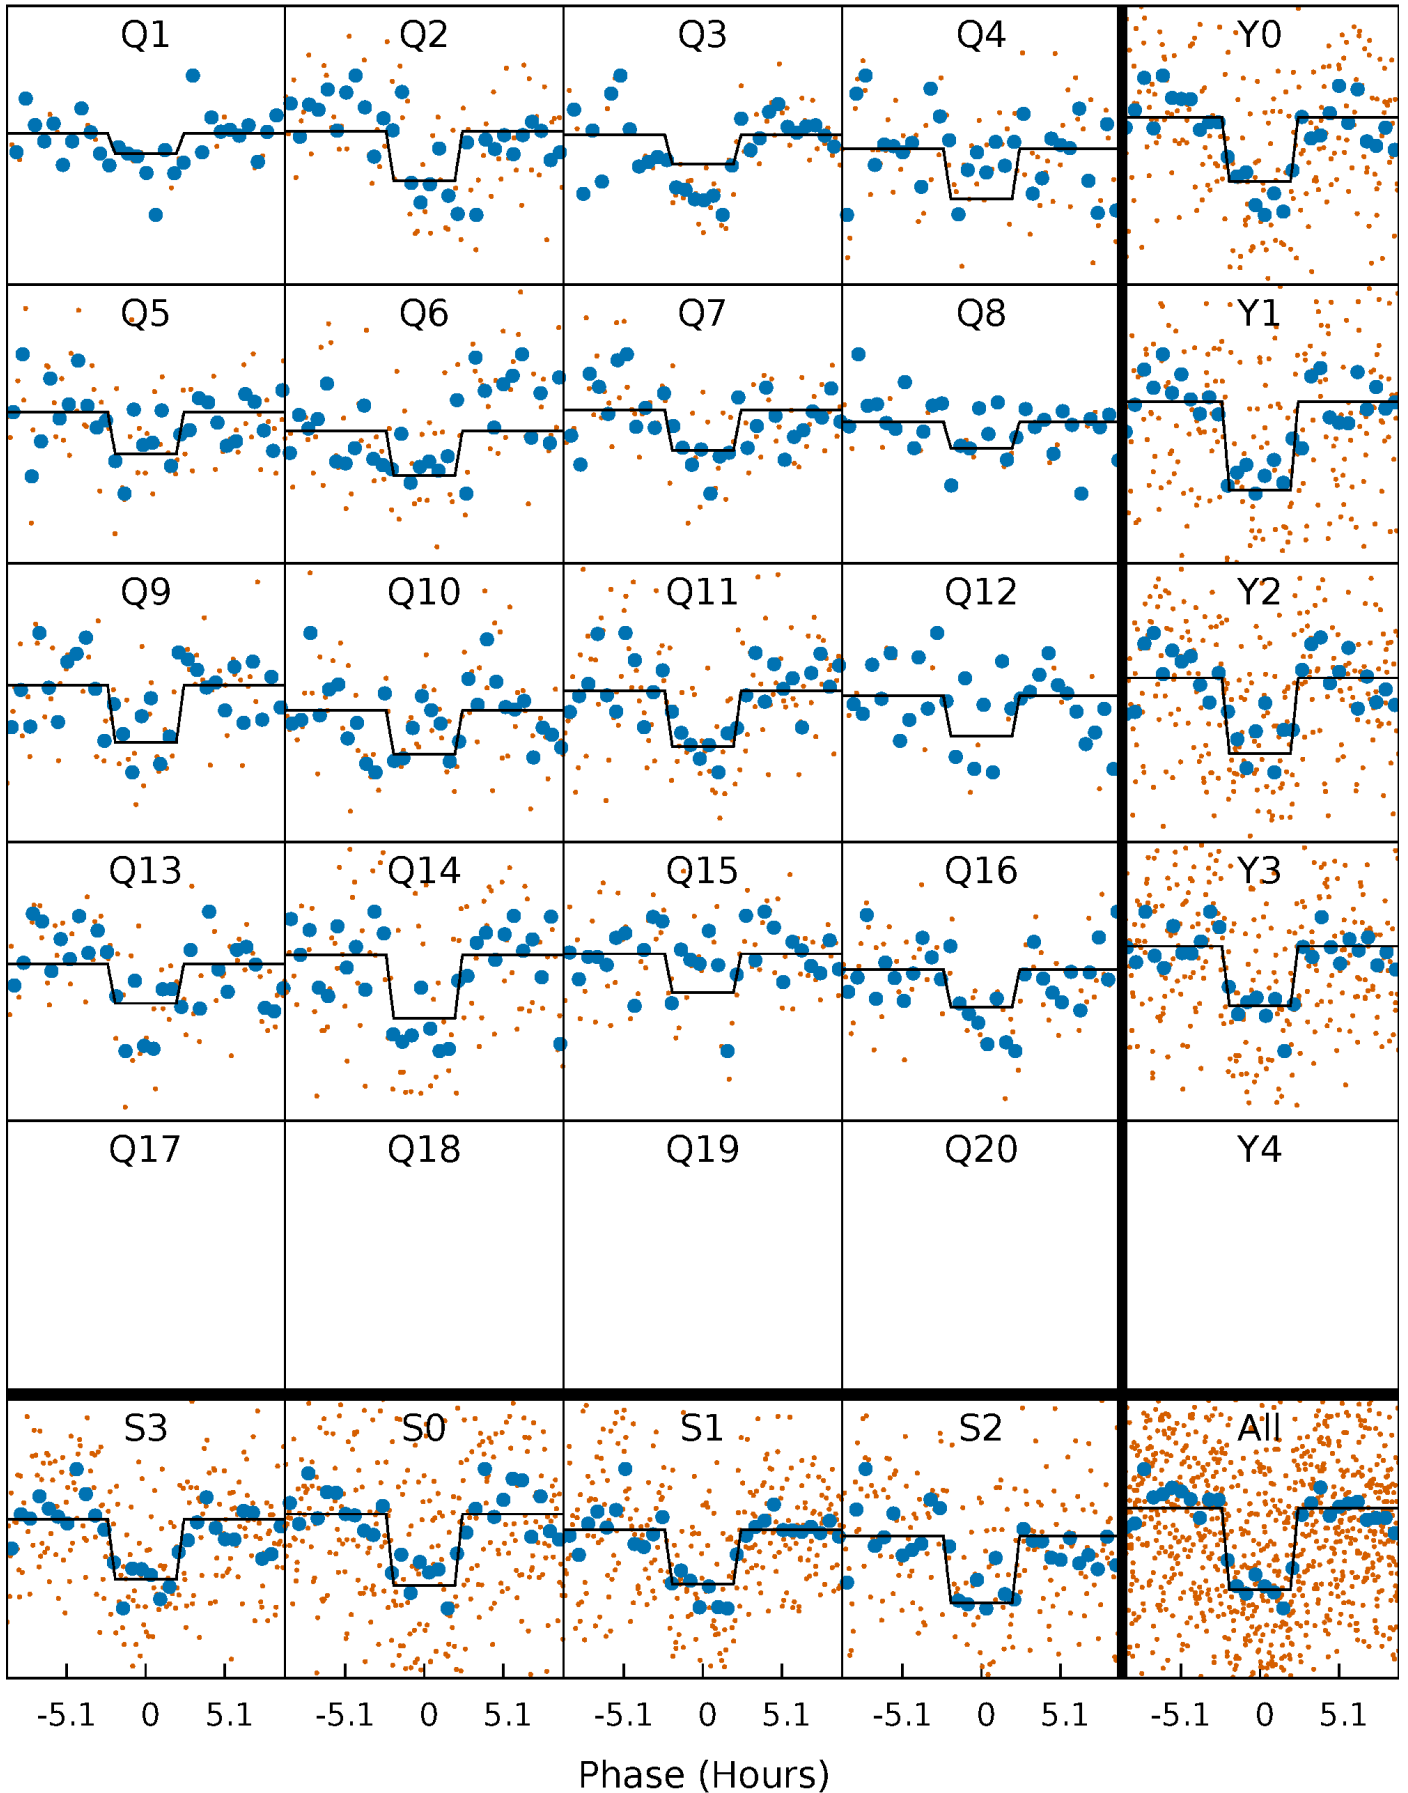 Q1 Q2 Q3 Q4 Y0
Q5 Q6 Q7 Q8 Y1
Q9 Q10 Q11 Q12 Y2
Q13 Q14 Q15 Q16 Y3
Q17 Q18 Q19 Q20 Y4
S3 S0 S1 S2 All
-5.1 0 5.1 -5.1 0 5.1 -5.1 0 5.1 -5.1 0 5.1 -5.1 0 5.1
Phase (Hours)